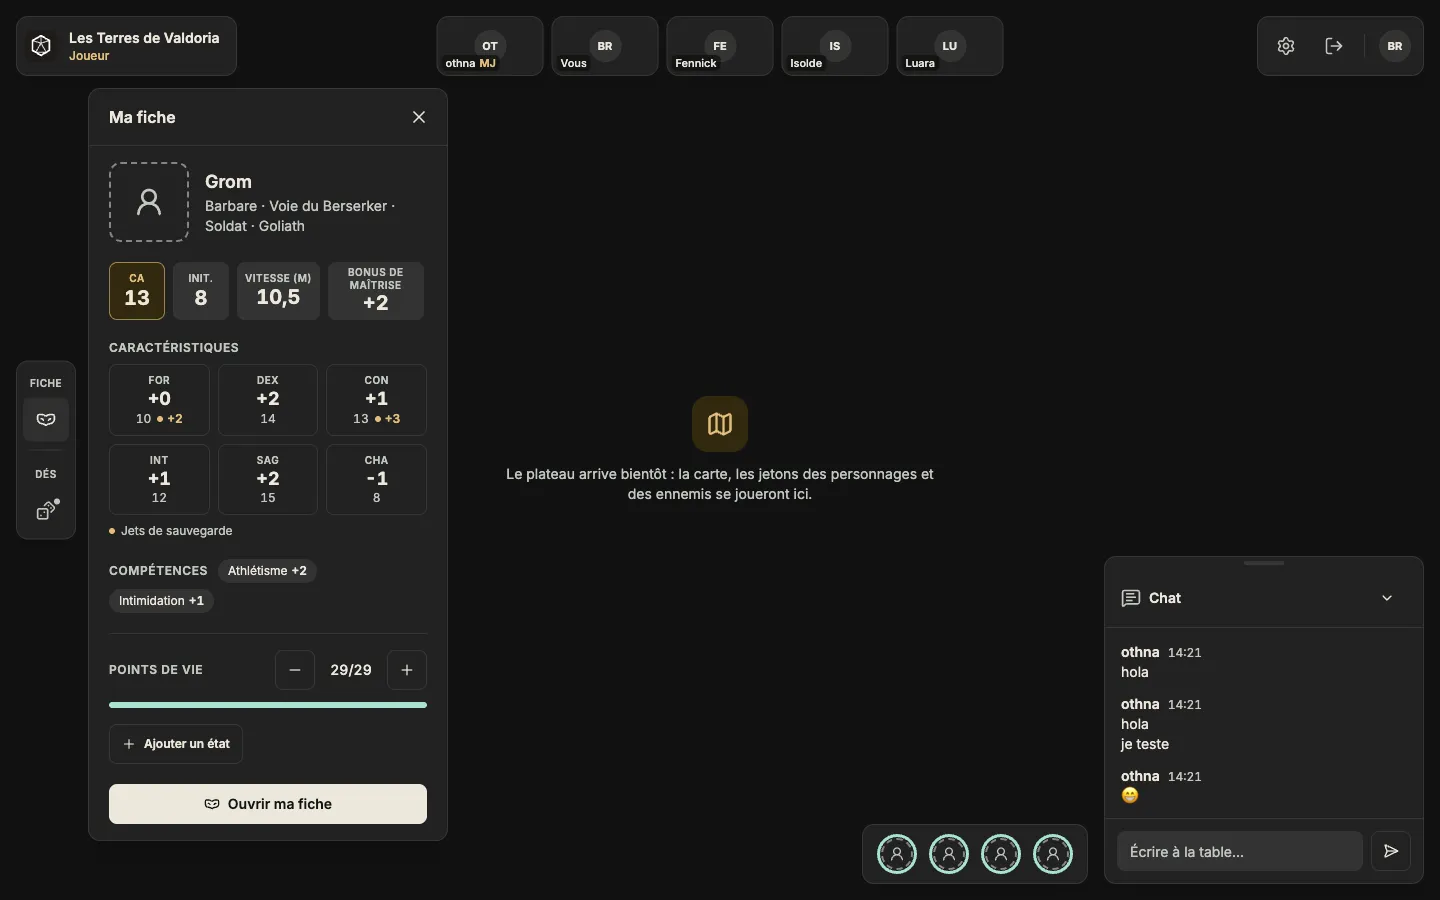 Les Terres de Valdoria
Joueur
OT
othna MJ
BR
Vous
FE
Fennick
IS
Isolde
LU
Luara
BR
Ma fiche
Grom
Barbare · Voie du Berserker ·
Soldat · Goliath
CA
13
INIT.
8
VITESSE (M)
10,5
BONUS DE
MAÎTRISE
+2
CARACTÉRISTIQUES
FOR
+0
10 • +2
DEX
+2
14
CON
+1
13 • +3
INT
+1
12
SAG
+2
15
CHA
-1
8
• Jets de sauvegarde
COMPÉTENCES
Athlétisme +2
Intimidation +1
POINTS DE VIE
29/29
Ajouter un état
Ouvrir ma fiche
FICHE
DÉS
Le plateau arrive bientôt : la carte, les jetons des personnages et
des ennemis se joueront ici.
Chat
othna 14:21
hola
othna 14:21
hola
je teste
othna 14:21
😁
Écrire à la table...